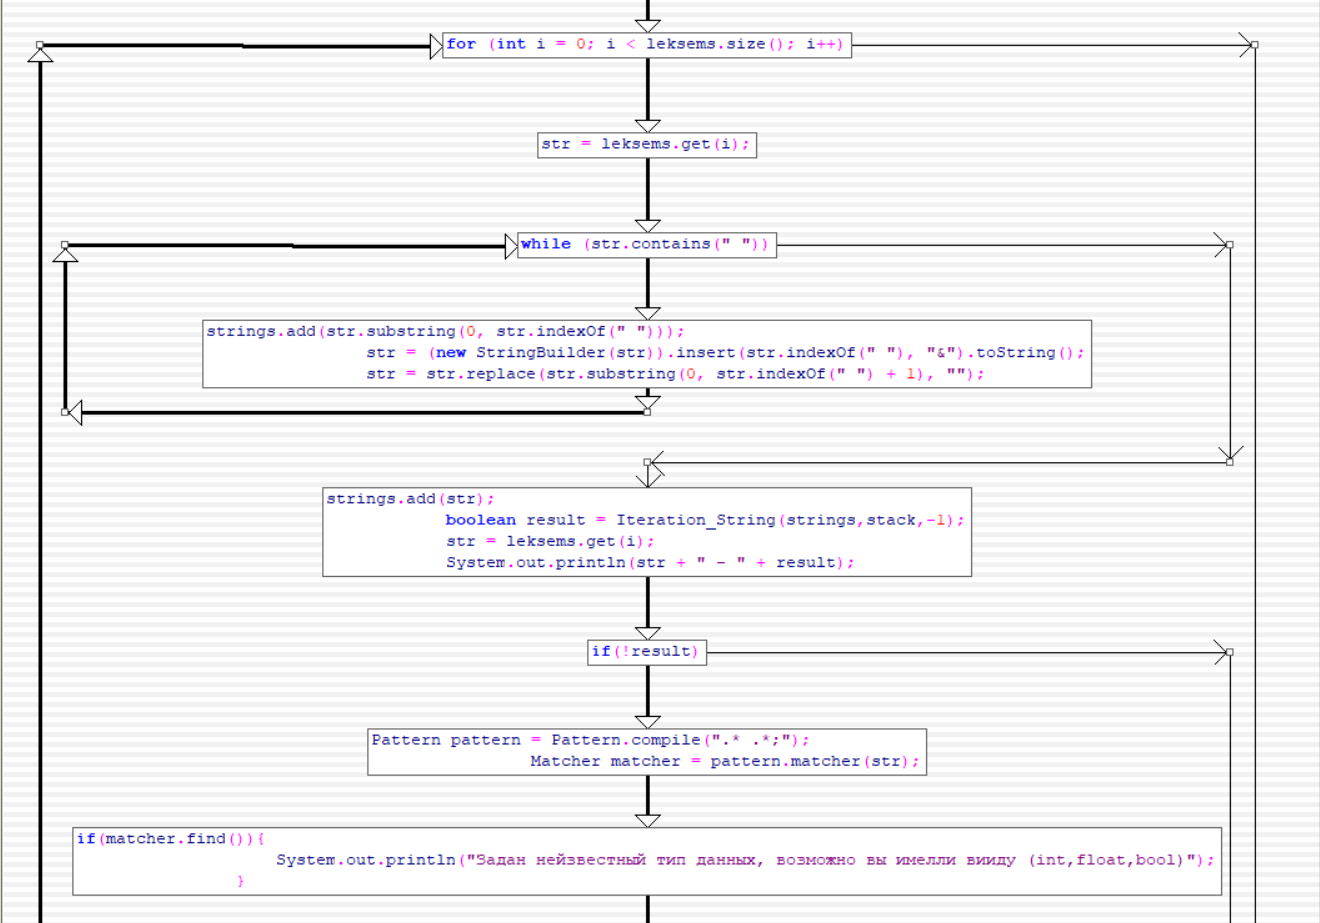 for (int i = 0; i < leksems.size(); i++)
str = leksems.get(i);
while (str.contains(" "))
strings.add(str.substring(0, str.indexOf(" ")));
str = (new StringBuilder(str)).insert(str.indexOf(" "), "&").toString();
str = str.replace(str.substring(0, str.indexOf(" ") + 1), "");
strings.add(str);
boolean result = Iteration_String(strings,stack,-1);
str = leksems.get(i);
System.out.println(str + " - " + result);
if(!result)
Pattern pattern = Pattern.compile(".* .*;");
Matcher matcher = pattern.matcher(str);
if(matcher.find()){
System.out.println("Задан нейзвестный тип данных, возможно вы имелли вииду (int,float,bool)");
}